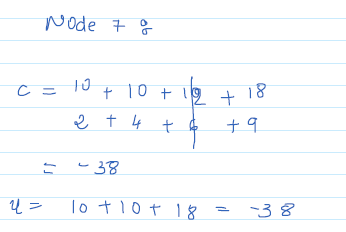 Node 7 8
c = 10 + 10 + 12 + 18
2 + 4 + 6 + 9
= -38
u = 10 + 10 + 18 = -38